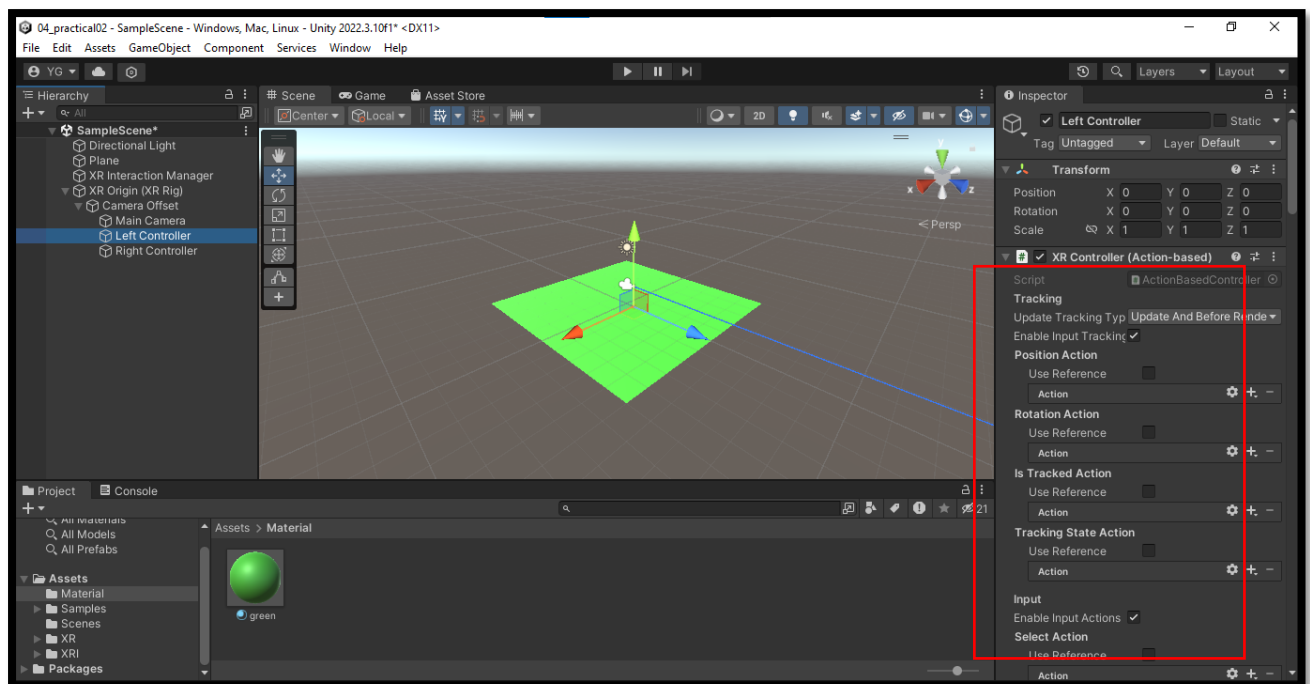 04_practical02 - SampleScene - Windows, Mac, Linux - Unity 2022.3.10f1* <DX11>
File Edit Assets GameObject Component Services Window Help
YG
Layers Layout
Hierarchy
All
SampleScene*
Directional Light
Plane
XR Interaction Manager
XR Origin (XR Rig)
Camera Offset
Main Camera
Left Controller
Right Controller
# Scene Game Asset Store
Center Local 2D
y
x z
< Persp
Project Console
21
All Materials
All Models
All Prefabs
Assets
Material
Samples
Scenes
XR
XRI
Packages
Assets > Material
green
Inspector
Left Controller Static
Tag Untagged Layer Default
Transform
Position X 0 Y 0 Z 0
Rotation X 0 Y 0 Z 0
Scale X 1 Y 1 Z 1
# XR Controller (Action-based)
Script ActionBasedController
Tracking
Update Tracking Typ Update And Before Rende
Enable Input Tracking
Position Action
Use Reference
Action
Rotation Action
Use Reference
Action
Is Tracked Action
Use Reference
Action
Tracking State Action
Use Reference
Action
Input
Enable Input Actions
Select Action
Use Reference
Action